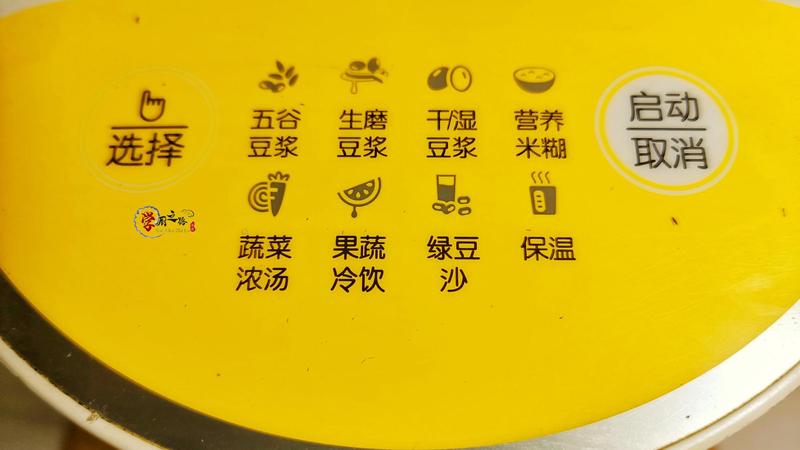 选择
五谷
豆浆
生磨
豆浆
干/湿
豆浆
营养
米糊
启动
取消
蔬菜
浓汤
果蔬
冷饮
绿豆
沙
保温